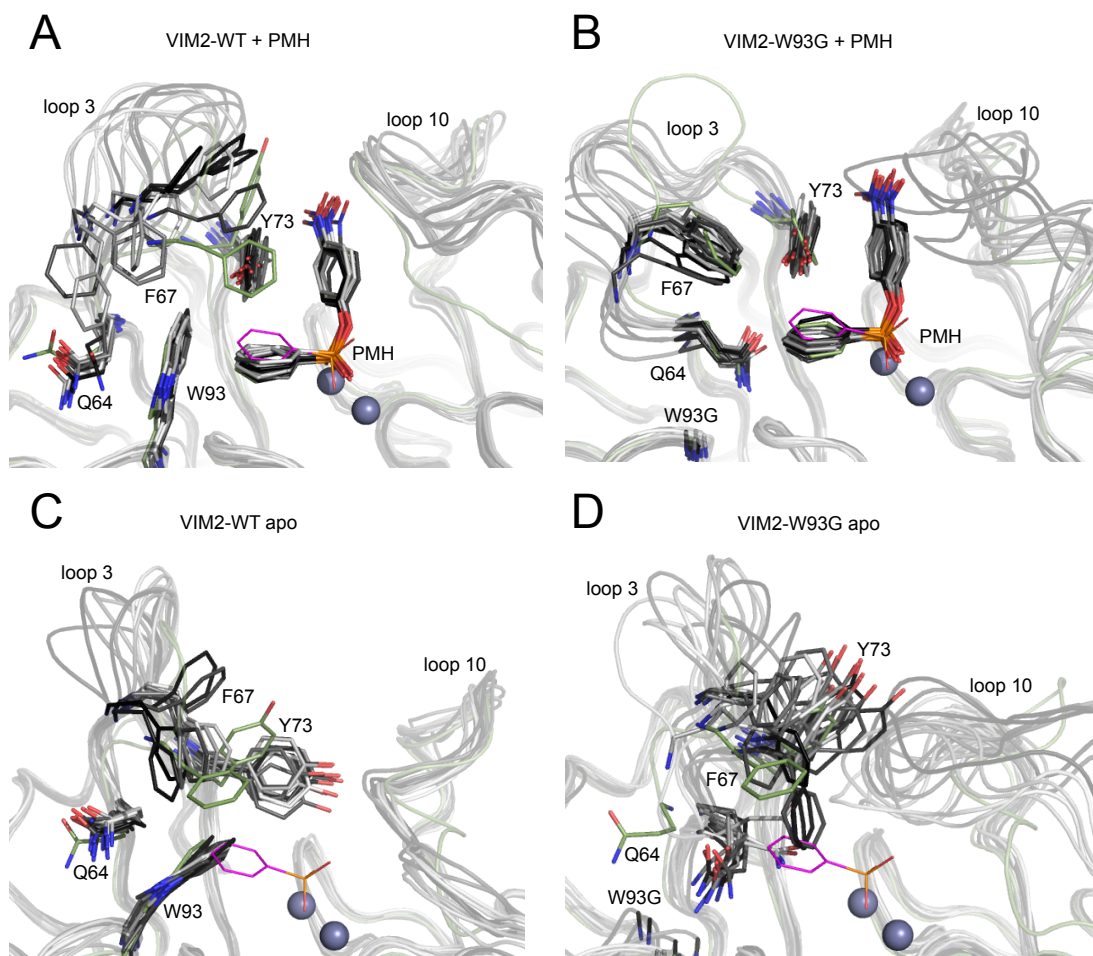 A
VIM2-WT + PMH
loop 3
loop 10
Y73
F67
PMH
Q64
W93
B
VIM2-W93G + PMH
loop 3
loop 10
Y73
F67
PMH
Q64
W93G
C
VIM2-WT apo
loop 3
loop 10
F67
Y73
Q64
W93
D
VIM2-W93G apo
loop 3
Y73
loop 10
F67
Q64
W93G